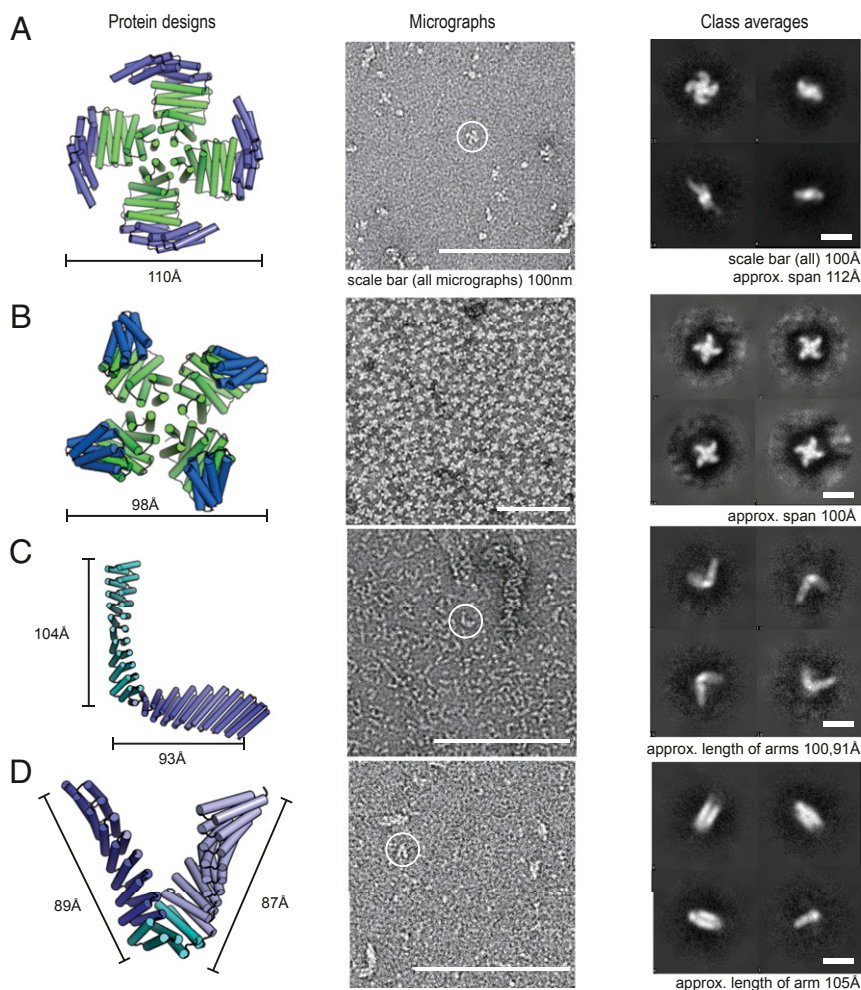 Protein designs
Micrographs
Class averages
A
110Å
scale bar (all micrographs) 100nm
scale bar (all) 100Å
approx. span 112Å
B
98Å
approx. span 100Å
C
104Å
93Å
approx. length of arms 100,91Å
D
89Å
87Å
approx. length of arm 105Å